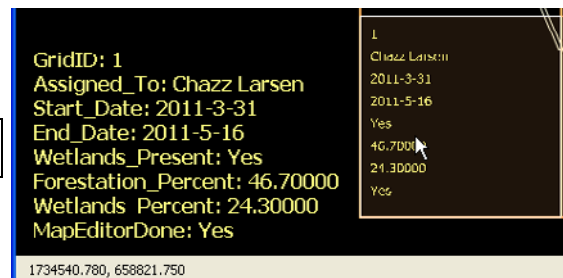 GridID: 1
Assigned_To: Chazz Larsen
Start_Date: 2011-3-31
End_Date: 2011-5-16
Wetlands_Present: Yes
Forestation_Percent: 46.70000
Wetlands Percent: 24.30000
MapEditorDone: Yes
1
Chazz Larsen
2011-3-31
2011-5-16
Yes
46.70000
24.30000
Yes
1734540.780, 658821.750